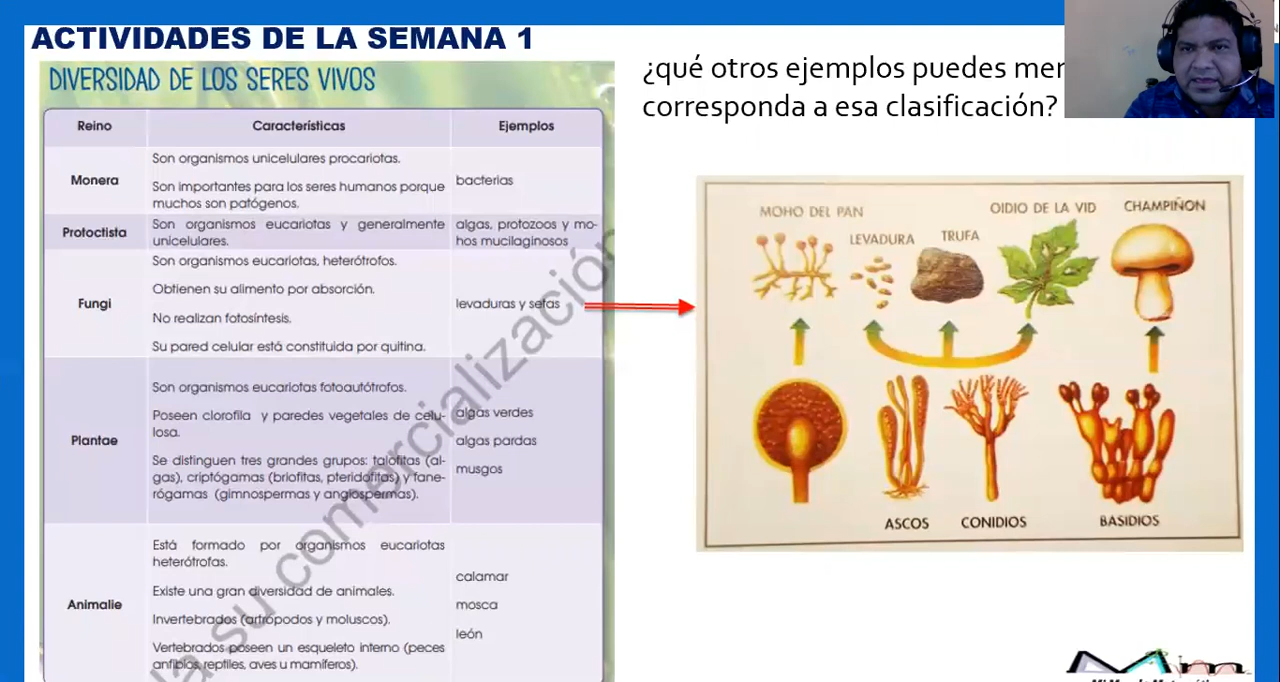 ACTIVIDADES DE LA SEMANA 1
DIVERSIDAD DE LOS SERES VIVOS
Reino Características Ejemplos
Monera
Son organismos unicelulares procariotas.
Son importantes para los seres humanos porque
muchos son patógenos.
bacterias
Protoctista
Son organismos eucariotas y generalmente
unicelulares.
algas, protozoos y mo-
hos mucilaginosos
Fungi
Son organismos eucariotas, heterótrofos.
Obtienen su alimento por absorción.
No realizan fotosíntesis.
Su pared celular está constituida por quitina.
levaduras y setas
Plantae
Son organismos eucariotas fotoautótrofos.
Poseen clorofila y paredes vegetales de celu-
losa.
Se distinguen tres grandes grupos: talofitas (al-
gas), criptógamas (briofitas, pteridofitas) y fane-
rógamas (gimnospermas y angiospermas).
algas verdes
algas pardas
musgos
Animalie
Está formado por organismos eucariotas
heterótrofas.
Existe una gran diversidad de animales.
Invertebrados (artrópodos y moluscos).
Vertebrados poseen un esqueleto interno (peces
anfibios, reptiles, aves u mamíferos).
calamar
mosca
león
su comercialización
¿qué otros ejemplos puedes
corresponda a esa clasificación?
MOHO DEL PAN
LEVADURA
TRUFA
OIDIO DE LA VID
CHAMPIÑON
ASCOS
CONIDIOS
BASIDIOS